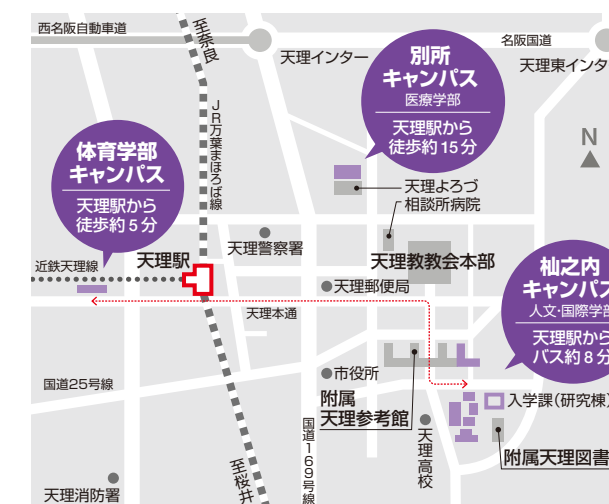 西名阪自動車道
至奈良
天理インター
名阪国道
天理東インタ
別所
キャンパス
医療学部
天理駅から
徒歩約15分
JR万葉まほろば線
N
体育学部
キャンパス
天理駅から
徒歩約5分
天理よろづ
相談所病院
近鉄天理線
天理駅
天理警察署
天理教教会本部
天理郵便局
天理本通
杣之内
キャンパス
人文・国際学部
天理駅から
バス約8分
国道25号線
市役所
附属
天理参考館
入学課(研究棟)
国道169号線
天理高校
附属天理図書
至桜井
天理消防署